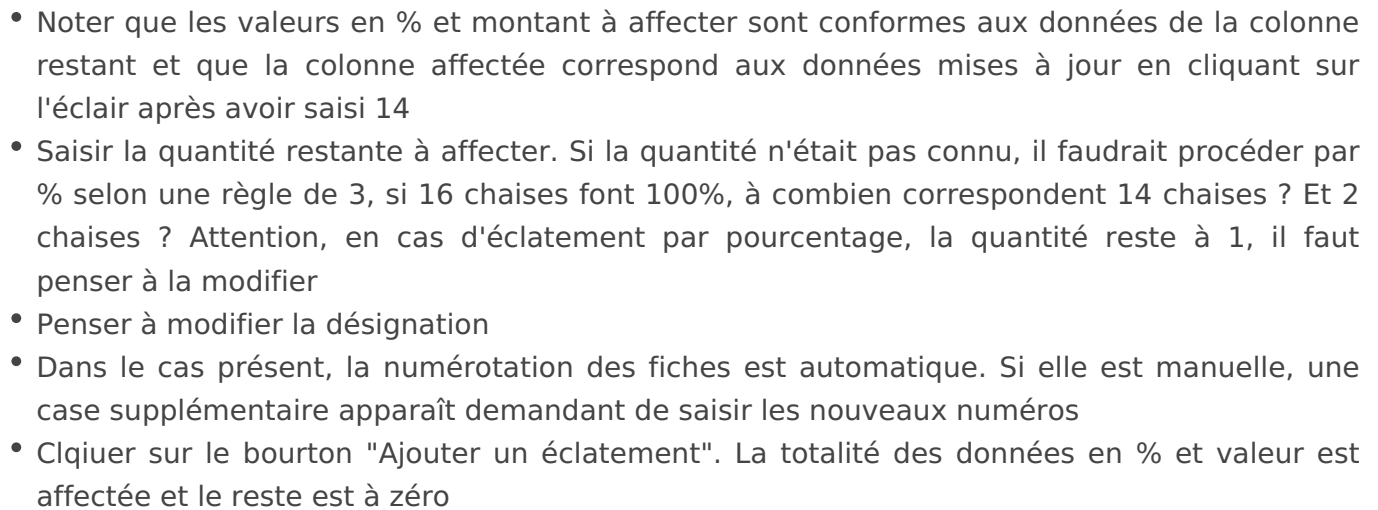 • Noter que les valeurs en % et montant à affecter sont conformes aux données de la colonne
restant et que la colonne affectée correspond aux données mises à jour en cliquant sur
l'éclair après avoir saisi 14
• Saisir la quantité restante à affecter. Si la quantité n'était pas connu, il faudrait procéder par
% selon une règle de 3, si 16 chaises font 100%, à combien correspondent 14 chaises ? Et 2
chaises ? Attention, en cas d'éclatement par pourcentage, la quantité reste à 1, il faut
penser à la modifier
• Penser à modifier la désignation
• Dans le cas présent, la numérotation des fiches est automatique. Si elle est manuelle, une
case supplémentaire apparaît demandant de saisir les nouveaux numéros
• Clqiuer sur le bourton "Ajouter un éclatement". La totalité des données en % et valeur est
affectée et le reste est à zéro